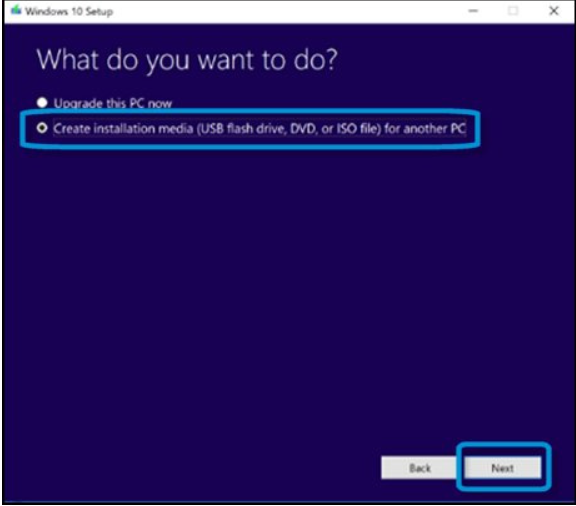 Windows 10 Setup
What do you want to do?
Upgrade this PC now
Create installation media (USB flash drive, DVD, or ISO file) for another PC
Back Next